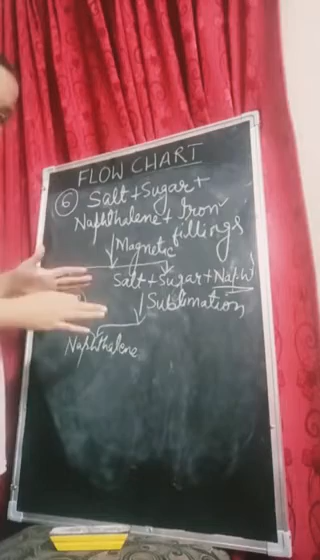 FLOW CHART
6 Salt + Sugar +
Naphthalene + Iron
fillings
Magnetic
Salt + Sugar + Naph
Sublimation
Naphthalene